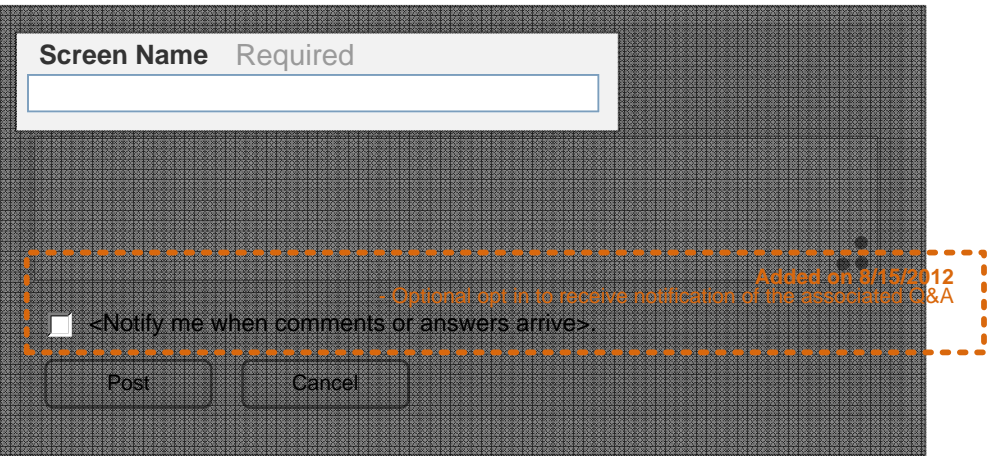 Screen Name Required
Added on 8/15/2012
- Optional opt in to receive notification of the associated Q&A
<Notify me when comments or answers arrive>.
Post Cancel